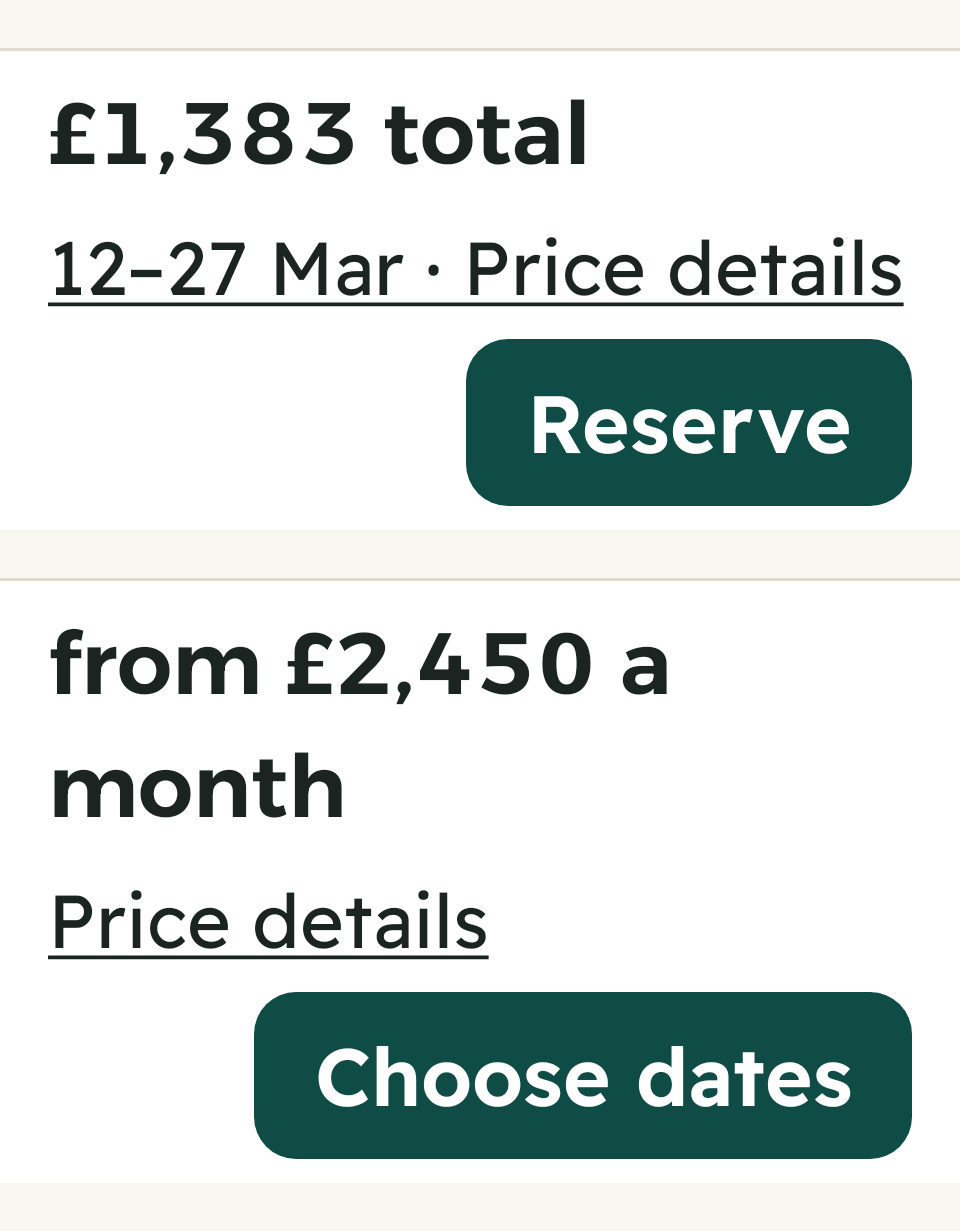 £1,383 total
12–27 Mar · Price details
Reserve
from £2,450 a
month
Price details
Choose dates